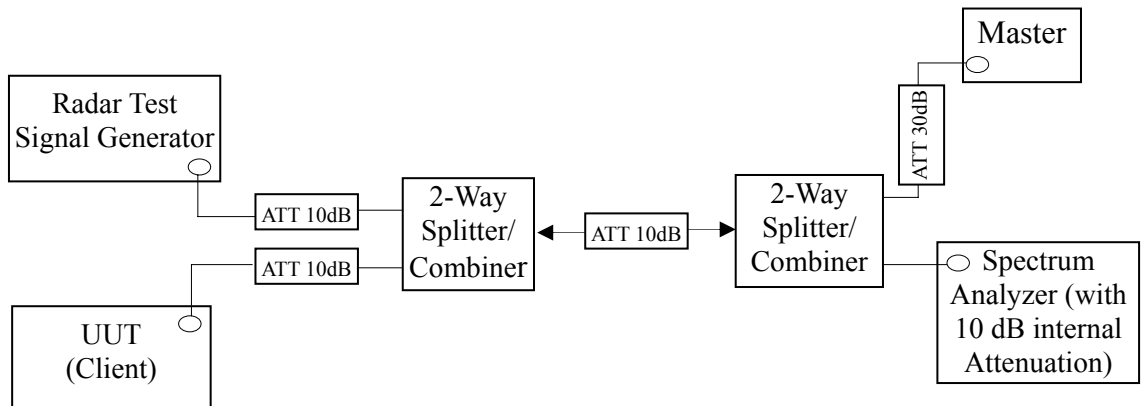 Radar Test
Signal Generator
ATT 10dB
ATT 10dB
UUT
(Client)
2-Way
Splitter/
Combiner
ATT 10dB
2-Way
Splitter/
Combiner
ATT 30dB
Master
Spectrum
Analyzer (with
10 dB internal
Attenuation)